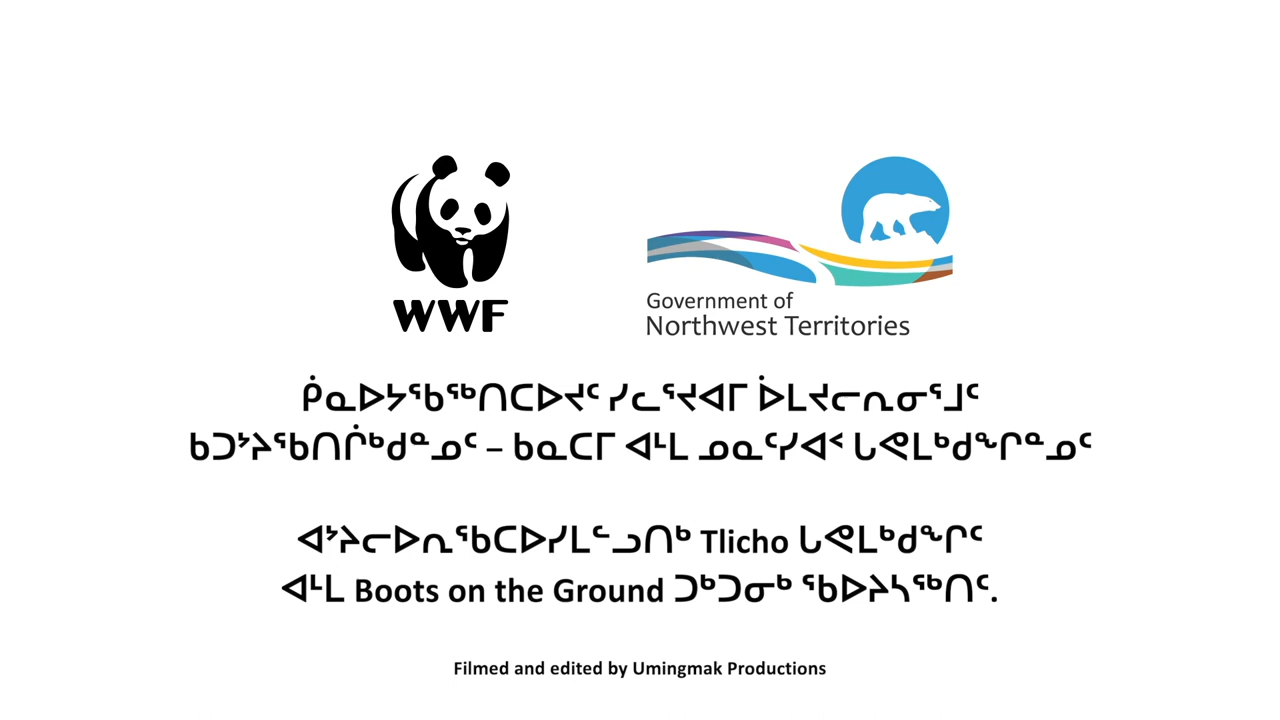 WWF
Government of
Northwest Territories
ᑮᓇᐅᔭᖃᖅᑎᑕᐅᔪᑦ ᓯᓚᕐᔪᐊᒥ ᐆᒪᔪᓕᕆᓂᕐᒧᑦ
ᑲᑐᔾᔨᖃᑎᒌᒃᑯᓐᓄᑦ – ᑲᓇᑕᒥ ᐊᒻᒪ ᓄᓇᑦᓯᐊᑉ ᒐᕙᒪᒃᑯᖏᓐᓄᑦ
ᐊᔾᔨᓕᐅᕆᖃᑕᐅᓯᒪᓪᓗᑎᒃ Tlicho ᒐᕙᒪᒃᑯᖏᑦ
ᐊᒻᒪ Boots on the Ground ᑐᒃᑐᓂᒃ ᖃᐅᔨᓴᖅᑎᑦ.
Filmed and edited by Umingmak Productions